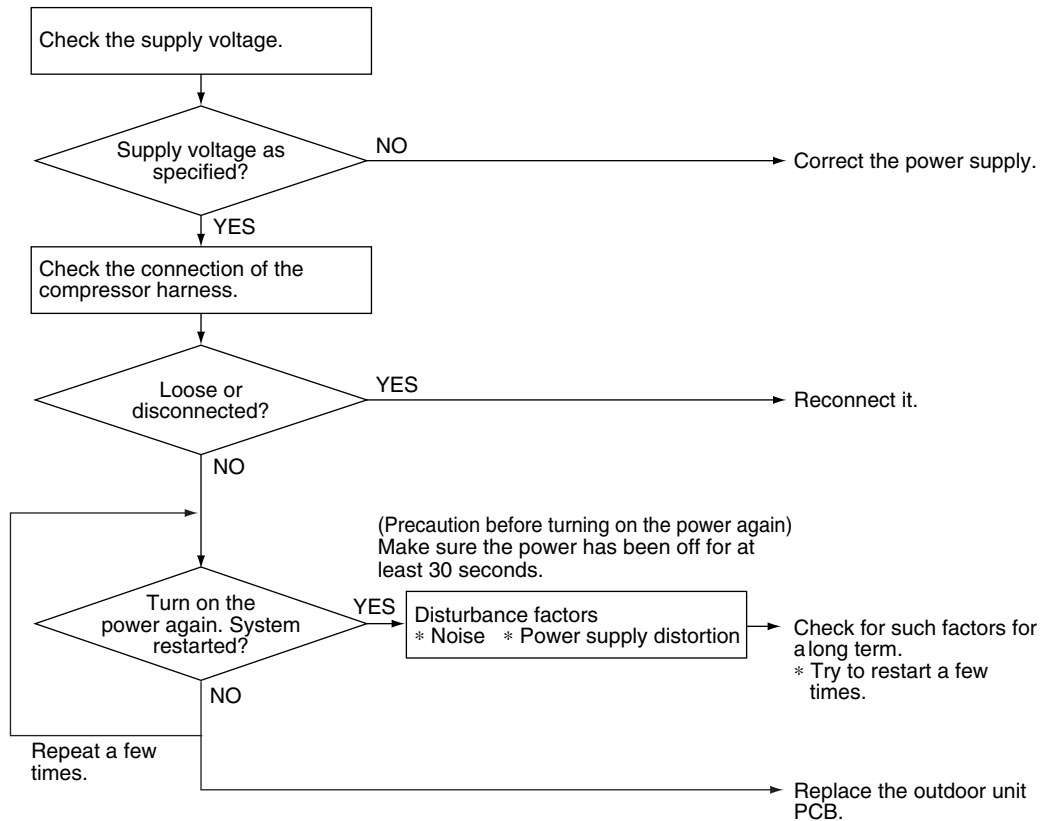 Check the supply voltage.
Supply voltage as
specified?
NO
Correct the power supply.
YES
Check the connection of the
compressor harness.
Loose or
disconnected?
YES
Reconnect it.
NO
(Precaution before turning on the power again)
Make sure the power has been off for at
least 30 seconds.
Turn on the
power again. System
restarted?
YES
Disturbance factors
* Noise * Power supply distortion
Check for such factors for
a long term.
* Try to restart a few
times.
NO
Repeat a few
times.
Replace the outdoor unit
PCB.